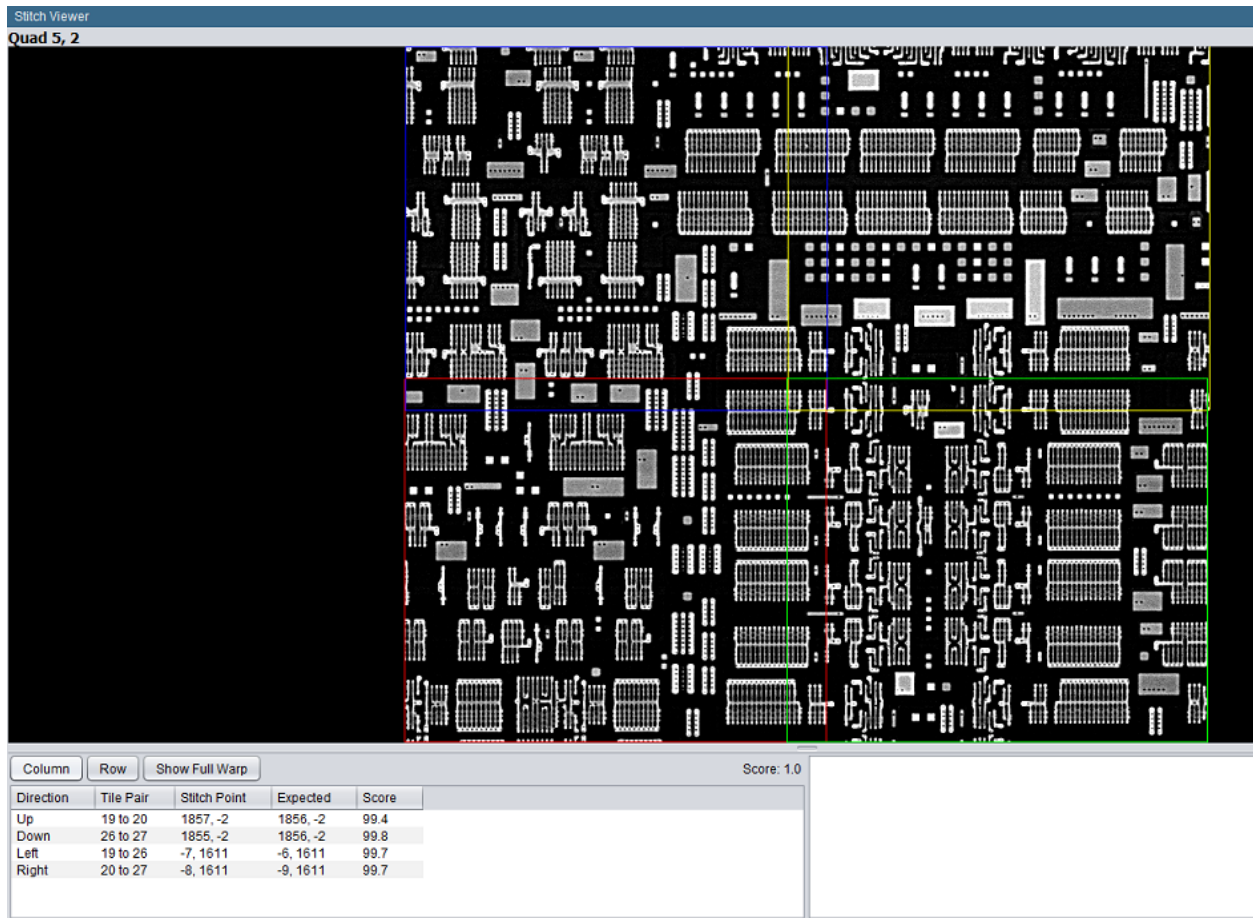 Stitch Viewer
Quad 5, 2
Column Row Show Full Warp Score: 1.0
Direction Tile Pair Stitch Point Expected Score
Up 19 to 20 1857, -2 1856, -2 99.4
Down 26 to 27 1855, -2 1856, -2 99.8
Left 19 to 26 -7, 1611 -6, 1611 99.7
Right 20 to 27 -8, 1611 -9, 1611 99.7